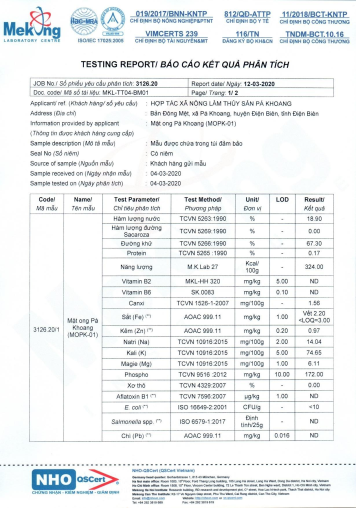 019/2017/BNN-KNTP
812/QĐ-ATTP
11/2018/BCT-KNTP
CHỈ ĐỊNH BỘ NÔNG NGHIỆP&PTNT
CHỈ ĐỊNH BỘ Y TẾ
CHỈ ĐỊNH BỘ CÔNG THƯƠNG
Mekong
LABORATORY CENTRE
ilac-MRA
ISO/IEC 17025:2005
VIMCERTS 239
116/TN
TNDM-BCT.10.16
CHỈ ĐỊNH BỘ TÀI NGUYÊN&MT
ĐĂNG KÝ BỘ KH&CN
CHỈ ĐỊNH BỘ CÔNG THƯƠNG
TESTING REPORT/ BÁO CÁO KẾT QUẢ PHÂN TÍCH
JOB No./ Số phiếu yêu cầu phân tích: 3126.20
Report date/ Ngày: 12-03-2020
Doc. code/ Mã số tài liệu: MKL-TT04-BM01
Page/ Trang: 1/ 2
Applicant/ ref. (Khách hàng/ số yêu cầu) : HỢP TÁC XÃ NÔNG LÂM THỦY SẢN PÁ KHOANG
Address (Địa chỉ) : Bản Đông Mệt, xã Pá Khoang, huyện Điện Biên, tỉnh Điện Biên
Information provided by applicant : Mật ong Pá Khoang (MOPK-01)
(Thông tin được khách hàng cung cấp)
Sample description (Mô tả mẫu) : Mẫu được chứa trong túi đảm bảo
Seal No (Số niêm) : Có niêm
Source of sample (Nguồn mẫu) : Khách hàng gửi mẫu
Sample received on (Ngày nhận mẫu) : 04-03-2020
Sample tested on (Ngày phân tích) : 04-03-2020
Code/ Name/ Test Parameter/ Test Method/ Unit/ LOD Result/
Mã mẫu Tên mẫu Chỉ tiêu phân tích Phương pháp Đơn vị Kết quả
3126.20/1 Mật ong Pá Khoang (MOPK-01)
Hàm lượng nước TCVN 5263:1990 % - 18.90
Hàm lượng đường Sacaroza TCVN 5269:1990 % - 0.00
Đường khử TCVN 5266:1990 % - 67.30
Protein TCVN 5265 :1990 % - 0.17
Năng lượng M.K Lab 27 Kcal/ 100g - 324.00
Vitamin B2 MKL-HH 320 mg/kg 5.00 ND
Vitamin B6 SK 0083 mg/kg 0.10 ND
Canxi TCVN 1526-1-2007 mg/100g - 1.56
Sắt (Fe) (*) AOAC 999.11 mg/kg 1.00 Vết 2.20 <LOQ=3.00
Kẽm (Zn) (*) AOAC 999.11 mg/kg 0.20 0.97
Natri (Na) TCVN 10916:2015 mg/100g 2.00 14.04
Kali (K) TCVN 10916:2015 mg/100g 5.00 74.65
Magie (Mg) TCVN 10916:2015 mg/100g 1.00 6.11
Phospho TCVN 9516 :2012 mg/kg 10.00 172.00
Xơ thô TCVN 4329:2007 % - 0.00
Aflatoxin B1 (*) TCVN 7596:2007 µg/kg 1.00 ND
E. coli (*) ISO 16649-2:2001 CFU/g - <10
Salmonella spp. (*) ISO 6579-1:2017 Định tính/25g - ND
Chì (Pb) (*) AOAC 999.11 mg/kg 0.016 ND
NHO QSCert
CHỨNG NHẬN - KIỂM NGHIỆM - GIÁM ĐỊNH
NHO-QSCert (QSCert Vietnam)